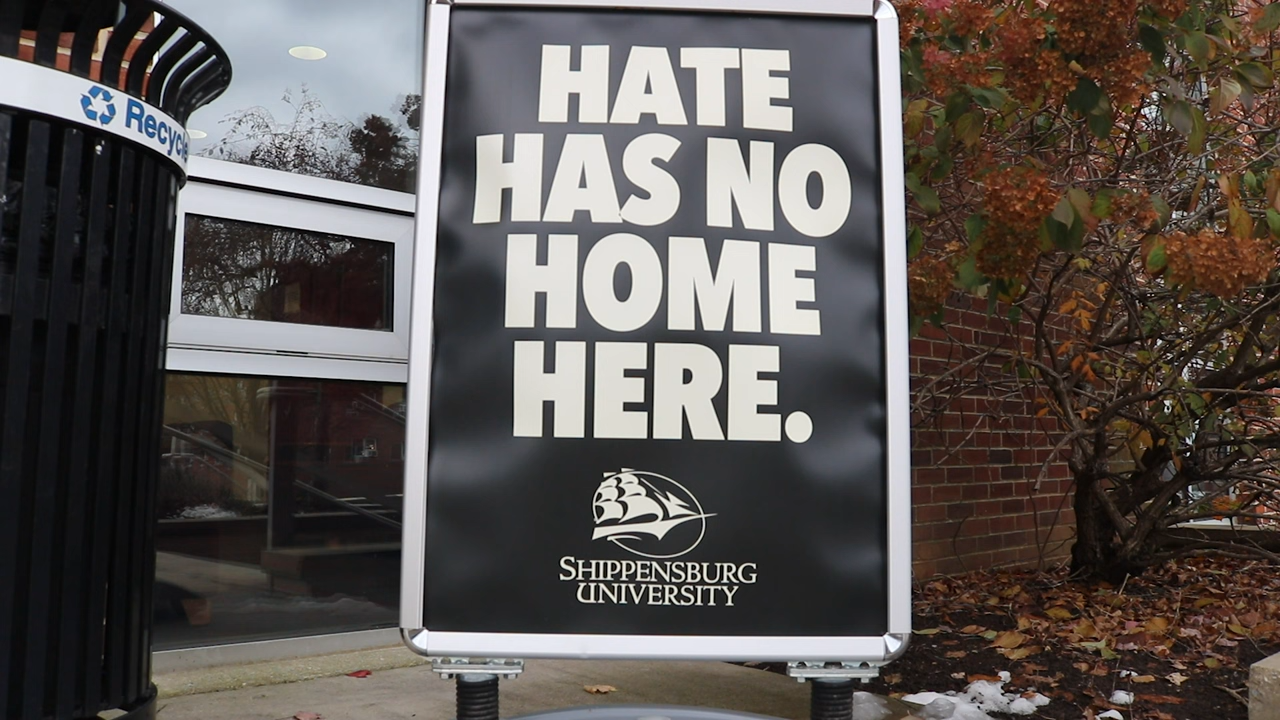 Recycle
HATE
HAS NO
HOME
HERE.
SHIPPENSBURG
UNIVERSITY